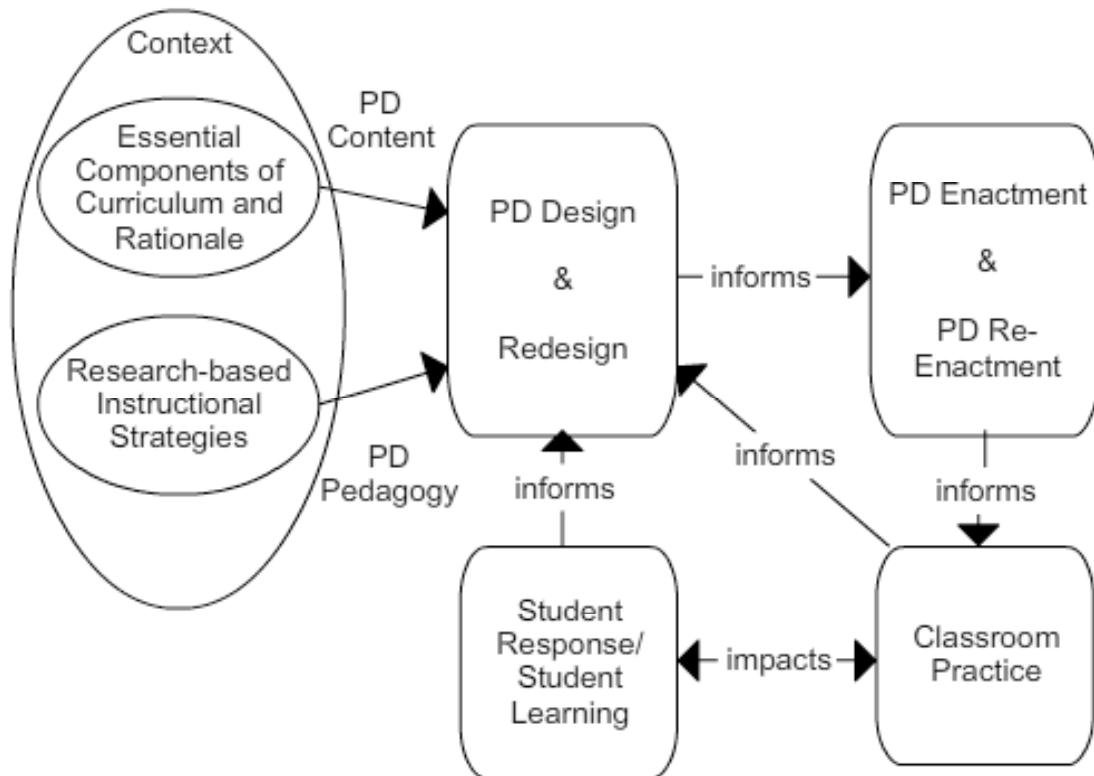 Context
Essential
Components of
Curriculum and
Rationale
Research-based
Instructional
Strategies
PD
Content
PD
Pedagogy
PD Design
&
Redesign
informs
PD Enactment
&
PD Re-
Enactment
informs
informs
informs
Student
Response/
Student
Learning
impacts
Classroom
Practice